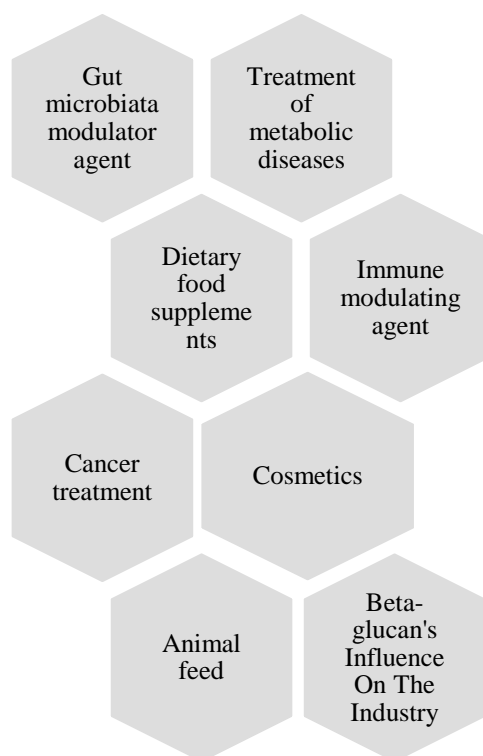 Gut
microbiata
modulator
agent
Treatment
of
metabolic
diseases
Dietary
food
suppleme
nts
Immune
modulating
agent
Cancer
treatment
Cosmetics
Animal
feed
Beta-
glucan's
Influence
On The
Industry